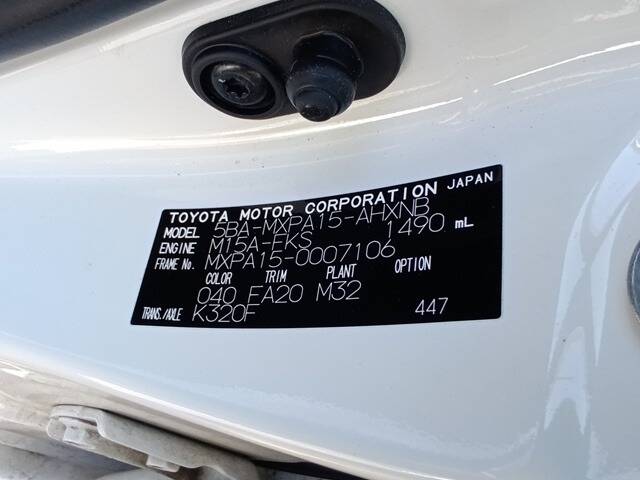 TOYOTA MOTOR CORPORATION JAPAN
MODEL 5BA-MXPA15-AHXNB
ENGINE M15A-FKS 1490 mL
FRAME No. MXPA15-0007106
COLOR TRIM PLANT OPTION
040 EA20 M32
TRANS./AXLE K320F 447